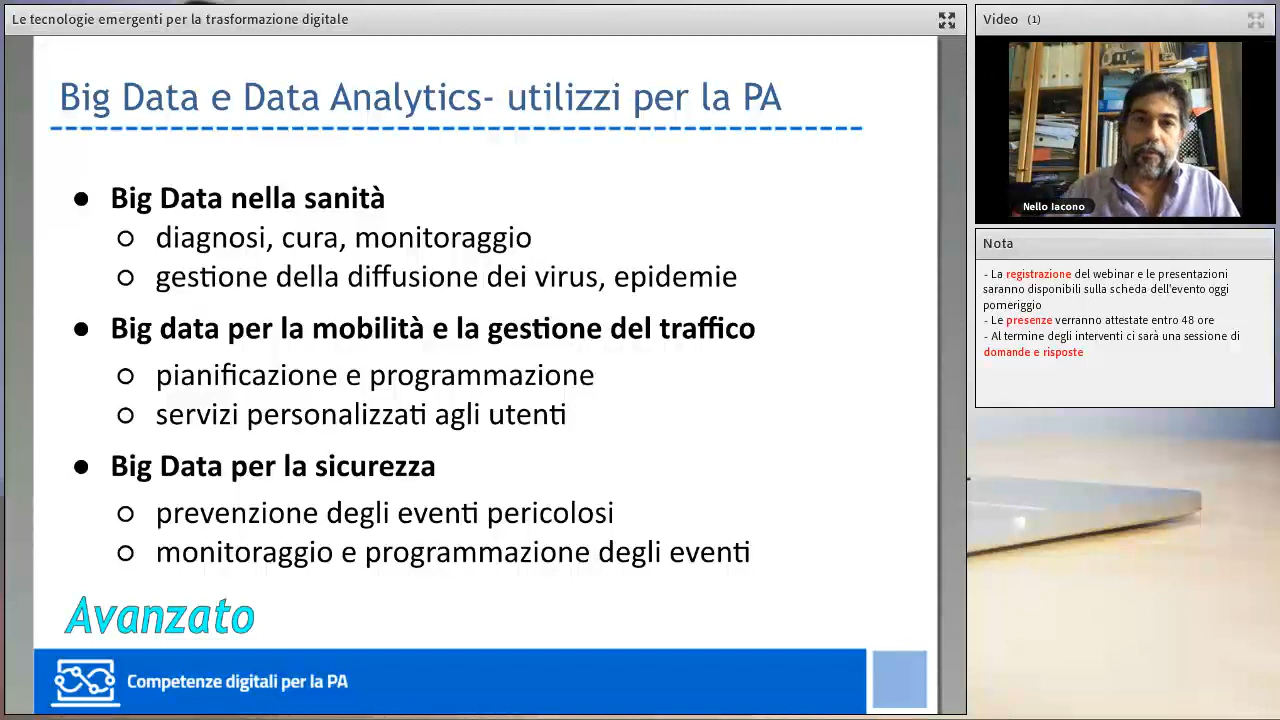 Le tecnologie emergenti per la trasformazione digitale
Big Data e Data Analytics- utilizzi per la PA
● Big Data nella sanità
○ diagnosi, cura, monitoraggio
○ gestione della diffusione dei virus, epidemie
● Big data per la mobilità e la gestione del traffico
○ pianificazione e programmazione
○ servizi personalizzati agli utenti
● Big Data per la sicurezza
○ prevenzione degli eventi pericolosi
○ monitoraggio e programmazione degli eventi
Avanzato
Competenze digitali per la PA
Video (1)
Nello Iacono
Nota
- La registrazione del webinar e le presentazioni
saranno disponibili sulla scheda dell'evento oggi
pomeriggio
- Le presenze verranno attestate entro 48 ore
- Al termine degli interventi ci sarà una sessione di
domande e risposte